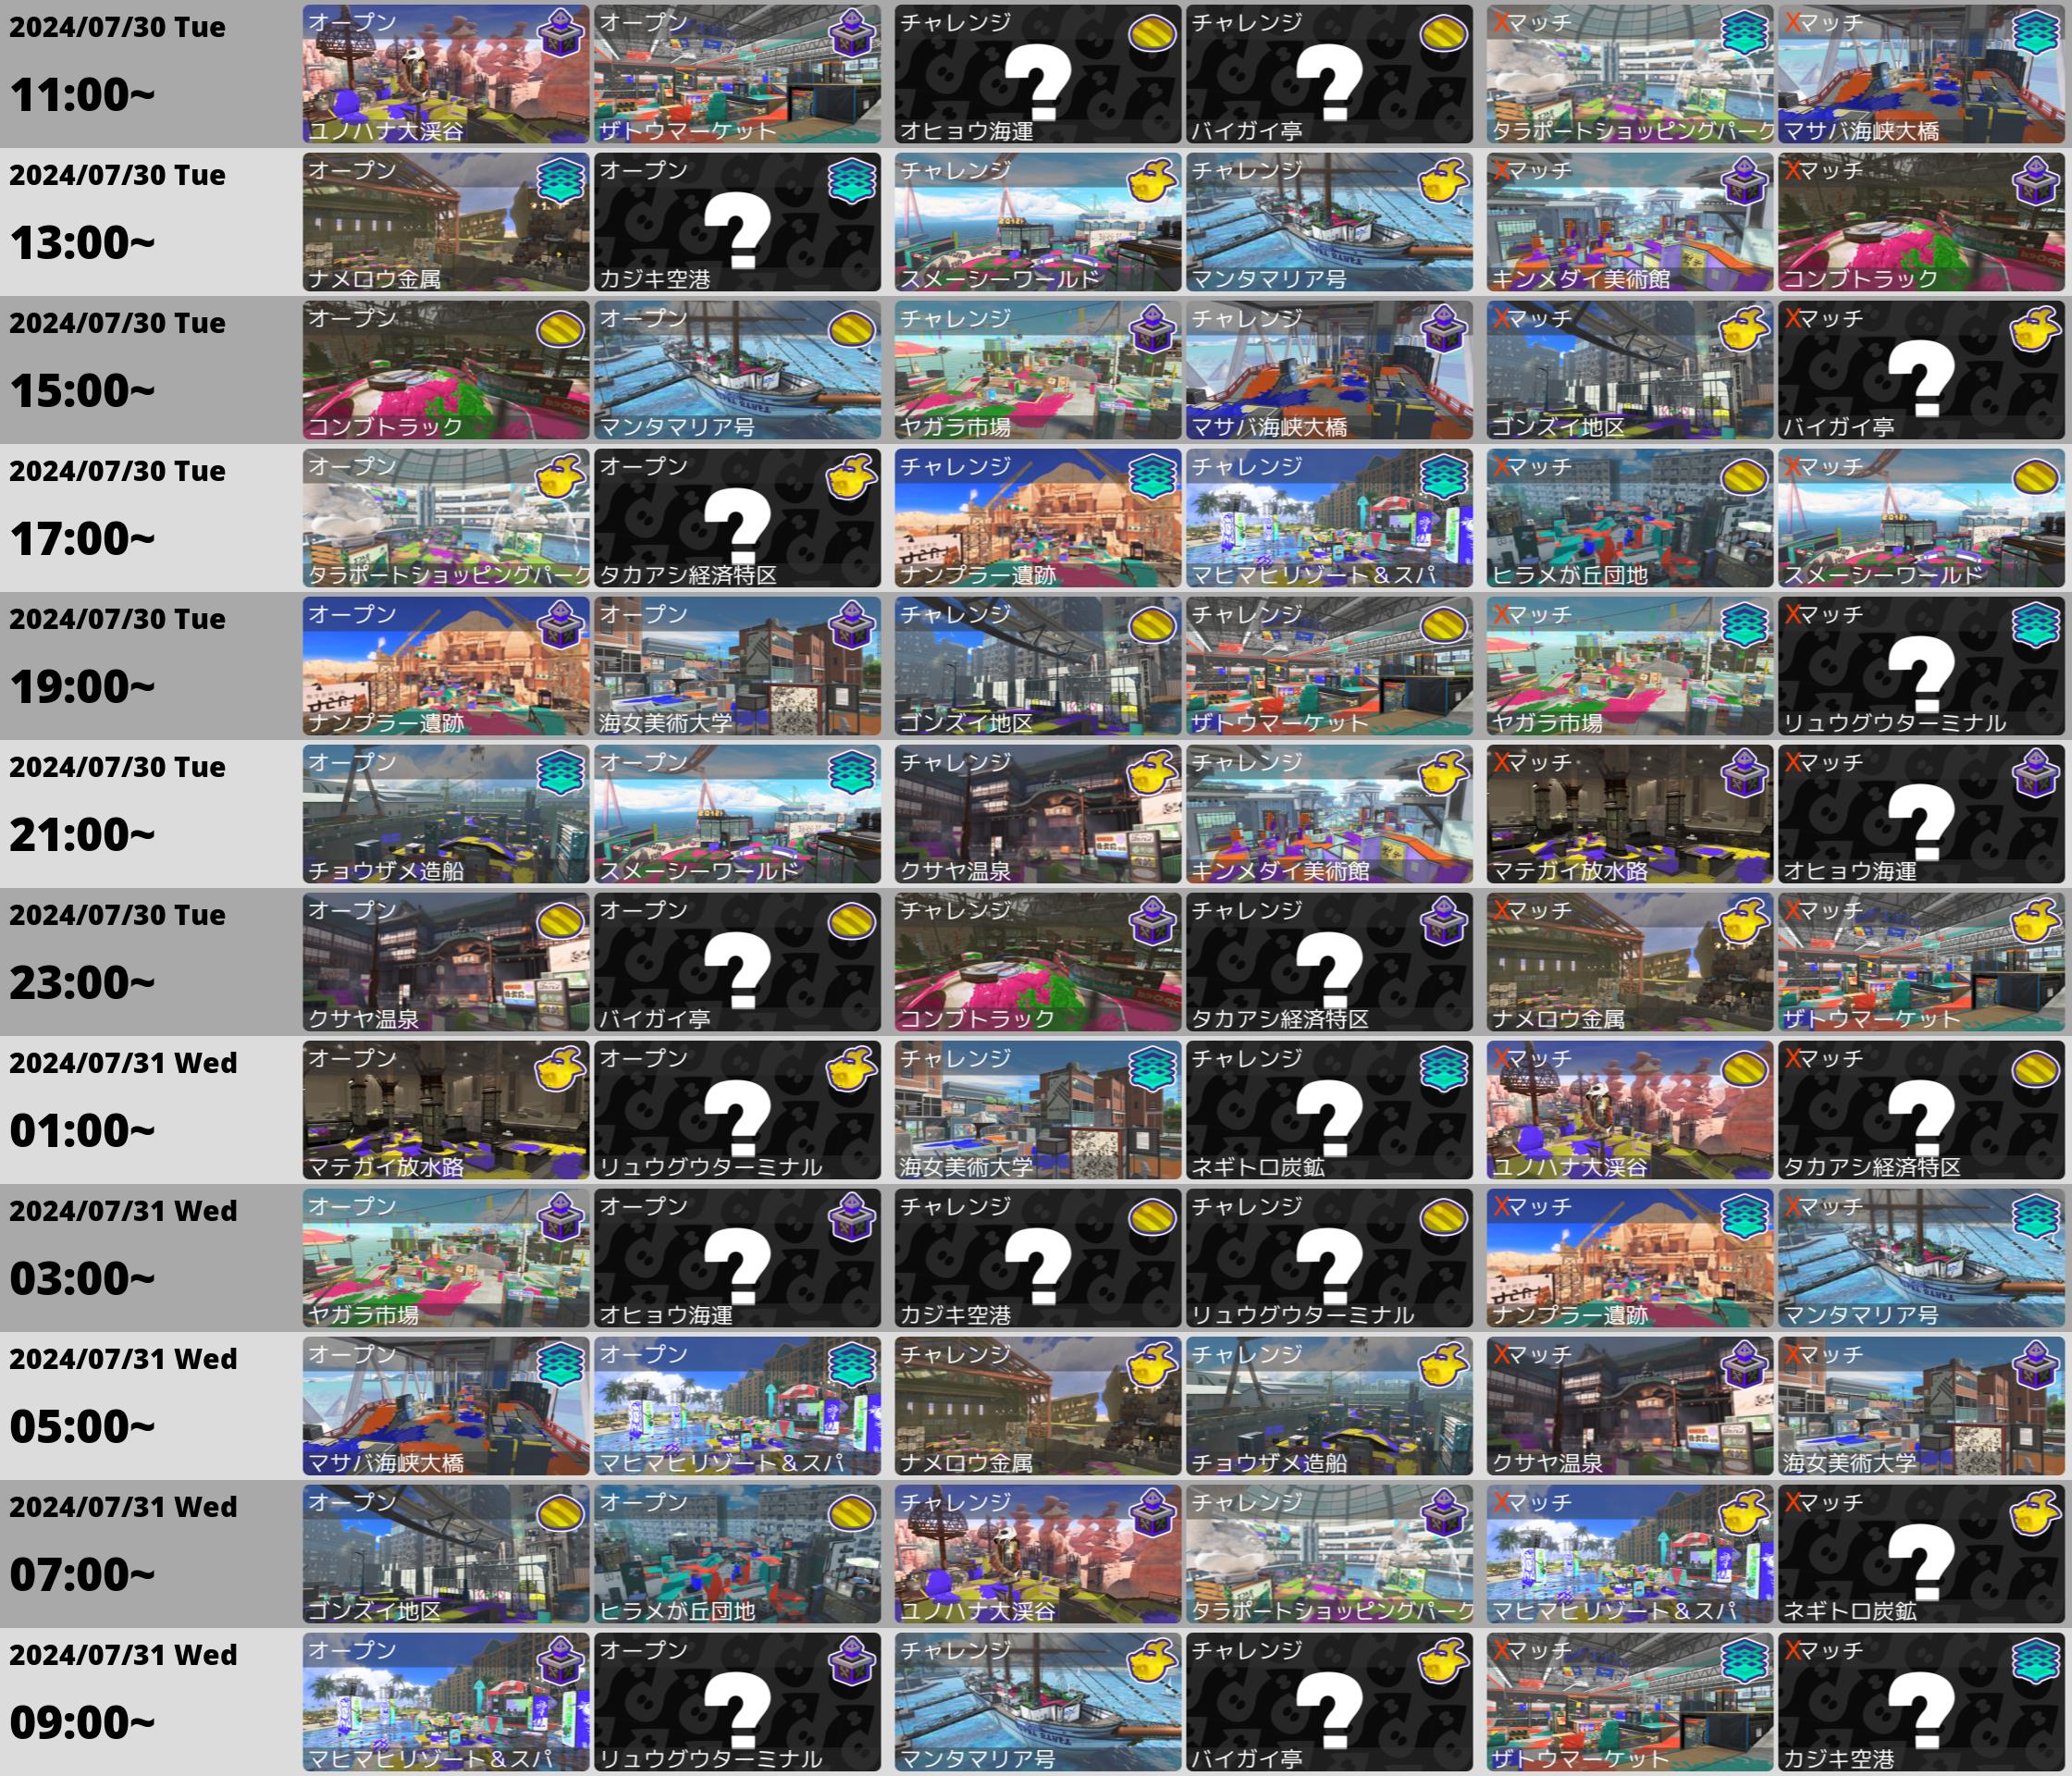 2024/07/30 Tue
11:00~
オープン
ユノハナ大渓谷
オープン
ザトウマーケット
チャレンジ
?
オヒョウ海運
チャレンジ
?
バイガイ亭
Xマッチ
タラポートショッピングパーク
Xマッチ
マサバ海峡大橋
2024/07/30 Tue
13:00~
オープン
ナメロウ金属
オープン
?
カジキ空港
チャレンジ
スメーシーワールド
チャレンジ
マンタマリア号
Xマッチ
キンメダイ美術館
Xマッチ
コンブトラック
2024/07/30 Tue
15:00~
オープン
コンブトラック
オープン
マンタマリア号
チャレンジ
ヤガラ市場
チャレンジ
マサバ海峡大橋
Xマッチ
ゴンズイ地区
Xマッチ
?
バイガイ亭
2024/07/30 Tue
17:00~
オープン
タラポートショッピングパーク
オープン
?
タカアシ経済特区
チャレンジ
ナンプラー遺跡
チャレンジ
マヒマヒリゾート&スパ
Xマッチ
ヒラメが丘団地
Xマッチ
スメーシーワールド
2024/07/30 Tue
19:00~
オープン
ナンプラー遺跡
オープン
海女美術大学
チャレンジ
ゴンズイ地区
チャレンジ
ザトウマーケット
Xマッチ
ヤガラ市場
Xマッチ
?
リュウグウターミナル
2024/07/30 Tue
21:00~
オープン
チョウザメ造船
オープン
スメーシーワールド
チャレンジ
クサヤ温泉
チャレンジ
キンメダイ美術館
Xマッチ
マテガイ放水路
Xマッチ
?
オヒョウ海運
2024/07/30 Tue
23:00~
オープン
クサヤ温泉
オープン
?
バイガイ亭
チャレンジ
コンブトラック
チャレンジ
?
タカアシ経済特区
Xマッチ
ナメロウ金属
Xマッチ
ザトウマーケット
2024/07/31 Wed
01:00~
オープン
マテガイ放水路
オープン
?
リュウグウターミナル
チャレンジ
海女美術大学
チャレンジ
?
ネギトロ炭鉱
Xマッチ
ユノハナ大渓谷
Xマッチ
?
タカアシ経済特区
2024/07/31 Wed
03:00~
オープン
ヤガラ市場
オープン
?
オヒョウ海運
チャレンジ
?
カジキ空港
チャレンジ
?
リュウグウターミナル
Xマッチ
ナンプラー遺跡
Xマッチ
マンタマリア号
2024/07/31 Wed
05:00~
オープン
マサバ海峡大橋
オープン
マヒマヒリゾート&スパ
チャレンジ
ナメロウ金属
チャレンジ
チョウザメ造船
Xマッチ
クサヤ温泉
Xマッチ
海女美術大学
2024/07/31 Wed
07:00~
オープン
ゴンズイ地区
オープン
ヒラメが丘団地
チャレンジ
ユノハナ大渓谷
チャレンジ
タラポートショッピングパーク
Xマッチ
マヒマヒリゾート&スパ
Xマッチ
?
ネギトロ炭鉱
2024/07/31 Wed
09:00~
オープン
マヒマヒリゾート&スパ
オープン
?
リュウグウターミナル
チャレンジ
マンタマリア号
チャレンジ
?
バイガイ亭
Xマッチ
ザトウマーケット
Xマッチ
?
カジキ空港